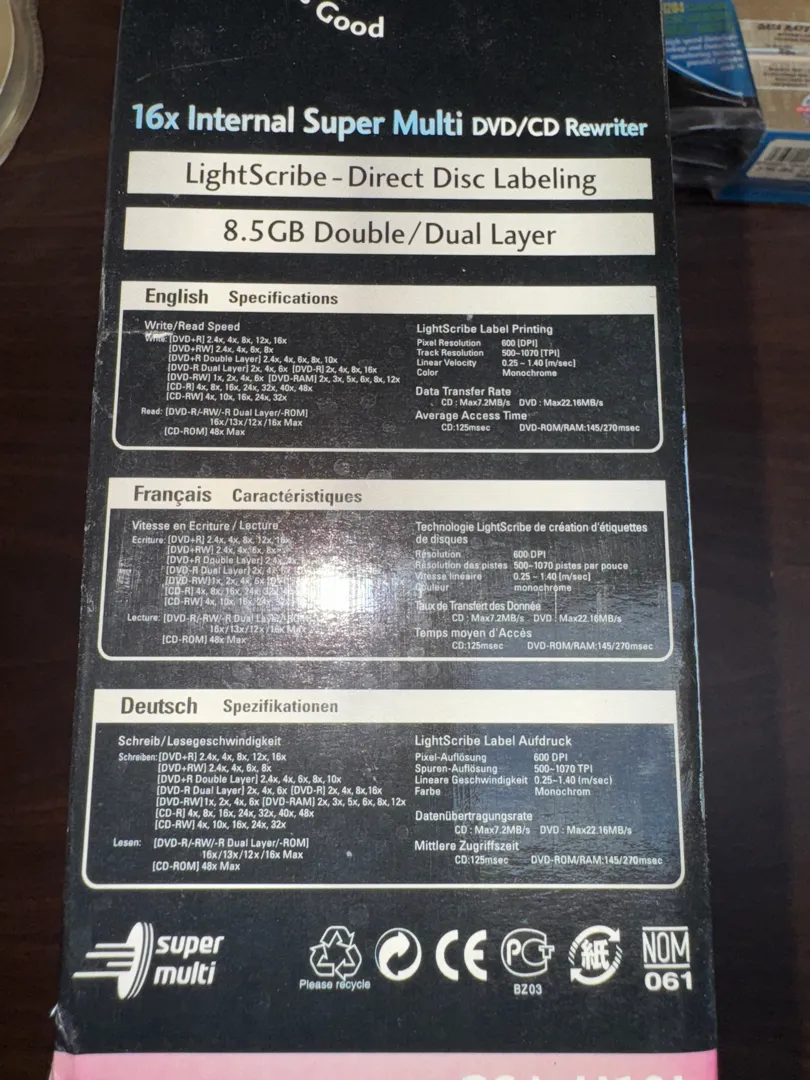 Good
16x Internal Super Multi DVD/CD Rewriter
LightScribe - Direct Disc Labeling
8.5GB Double/Dual Layer
English Specifications
Write/Read Speed
Write: [DVD+R] 2.4x, 4x, 8x, 12x, 16x
[DVD+RW] 2.4x, 4x, 6x, 8x
[DVD+R Double Layer] 2.4x, 4x, 6x, 8x, 10x
[DVD-R Dual Layer] 2x, 4x, 6x [DVD-R] 2x, 4x, 8x, 16x
[DVD-RW] 1x, 2x, 4x, 6x [DVD-RAM] 2x, 3x, 5x, 6x, 8x, 12x
[CD-R] 4x, 8x, 16x, 24x, 32x, 40x, 48x
[CD-RW] 4x, 10x, 16x, 24x, 32x
Read: [DVD-R/-RW/-R Dual Layer/-ROM]
16x/13x/12x/16x Max
[CD-ROM] 48x Max
LightScribe Label Printing
Pixel Resolution 600 [DPI]
Track Resolution 500~1070 [TPI]
Linear Velocity 0.25 ~ 1.40 [m/sec]
Color Monochrome
Data Transfer Rate
CD : Max7.2MB/s DVD : Max22.16MB/s
Average Access Time
CD:125msec DVD-ROM/RAM:145/270msec
Français Caractéristiques
Vitesse en Ecriture / Lecture
Ecriture: [DVD+R] 2.4x, 4x, 8x, 12x, 16x
[DVD+RW] 2.4x, 4x, 6x, 8x
[DVD+R Double Layer] 2.4x, 4x,
[DVD-R Dual Layer] 2x, 4x,
[DVD-RW] 1x, 2x, 4x, 6x
[CD-R] 4x, 8x, 16x, 24x, 32x,
[CD-RW] 4x, 10x, 16x, 24x, 32x
Lecture: [DVD-R/-RW/-R Dual Layer/-ROM]
16x/13x/12x/16x Max
[CD-ROM] 48x Max
Technologie LightScribe de création d'étiquettes
de disques
Résolution 600 DPI
Résolution des pistes 500~1070 pistes par pouce
Vitesse linéaire 0.25 ~ 1.40 [m/sec]
Couleur monochrome
Taux de Transfert des Donnée
CD : Max7.2MB/s DVD : Max22.16MB/s
Temps moyen d'Accès
CD:125msec DVD-ROM/RAM:145/270msec
Deutsch Spezifikationen
Schreib/Lesegeschwindigkeit
Schreiben: [DVD+R] 2.4x, 4x, 8x, 12x, 16x
[DVD+RW] 2.4x, 4x, 6x, 8x
[DVD+R Double Layer] 2.4x, 4x, 6x, 8x, 10x
[DVD-R Dual Layer] 2x, 4x, 6x [DVD-R] 2x, 4x, 8x, 16x
[DVD-RW] 1x, 2x, 4x, 6x [DVD-RAM] 2x, 3x, 5x, 6x, 8x, 12x
[CD-R] 4x, 8x, 16x, 24x, 32x, 40x, 48x
[CD-RW] 4x, 10x, 16x, 24x, 32x
Lesen: [DVD-R/-RW/-R Dual Layer/-ROM]
16x/13x/12x/16x Max
[CD-ROM] 48x Max
LightScribe Label Aufdruck
Pixel-Auflösung 600 DPI
Spuren-Auflösung 500~1070 TPI
Lineare Geschwindigkeit 0.25~1.40 (m/sec)
Farbe Monochrom
Datenübertragungsrate
CD : Max7.2MB/s DVD : Max22.16MB/s
Mittlere Zugriffszeit
CD:125msec DVD-ROM/RAM:145/270msec
super
multi
Please recycle
CE
PCT
BZ03
紙
NOM
061